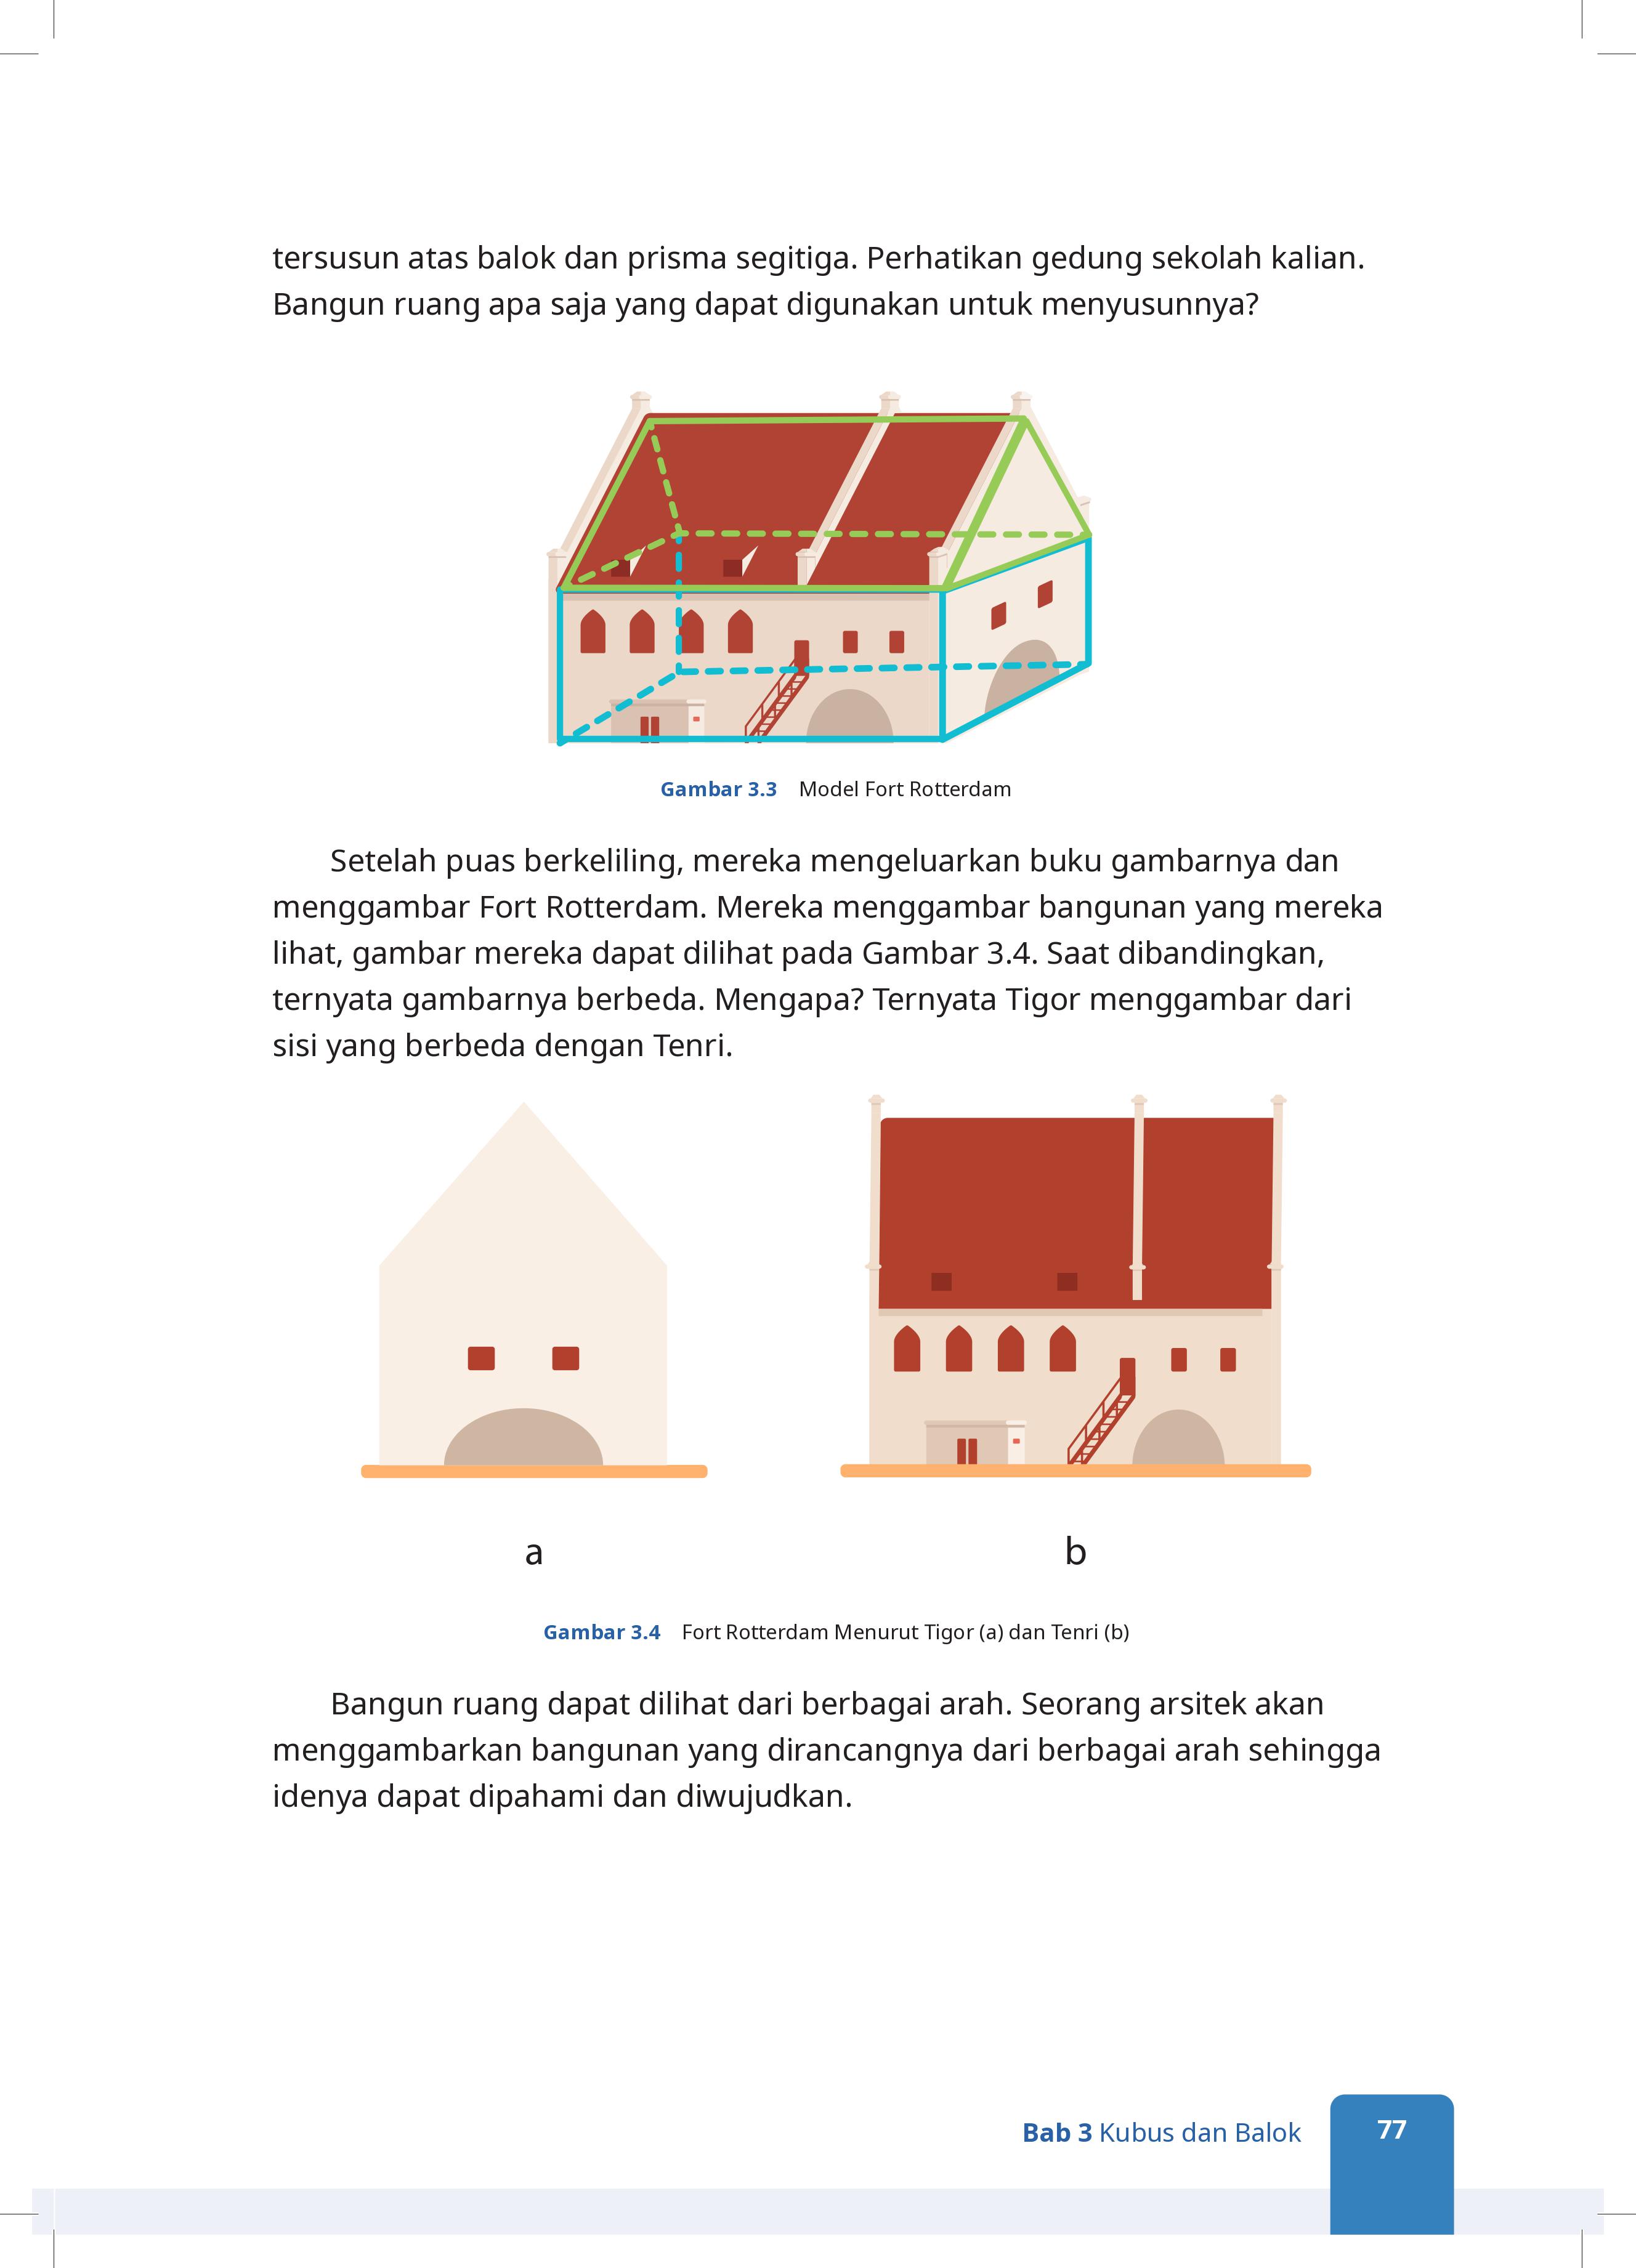 tersusun atas balok dan prisma segitiga. Perhatikan gedung sekolah kalian.
Bangun ruang apa saja yang dapat digunakan untuk menyusunnya?
Gambar 3.3 Model Fort Rotterdam
Setelah puas berkeliling, mereka mengeluarkan buku gambarnya dan
menggambar Fort Rotterdam. Mereka menggambar bangunan yang mereka
lihat, gambar mereka dapat dilihat pada Gambar 3.4. Saat dibandingkan,
ternyata gambarnya berbeda. Mengapa? Ternyata Tigor menggambar dari
sisi yang berbeda dengan Tenri.
a b
Gambar 3.4 Fort Rotterdam Menurut Tigor (a) dan Tenri (b)
Bangun ruang dapat dilihat dari berbagai arah. Seorang arsitek akan
menggambarkan bangunan yang dirancangnya dari berbagai arah sehingga
idenya dapat dipahami dan diwujudkan.
Bab 3 Kubus dan Balok 77